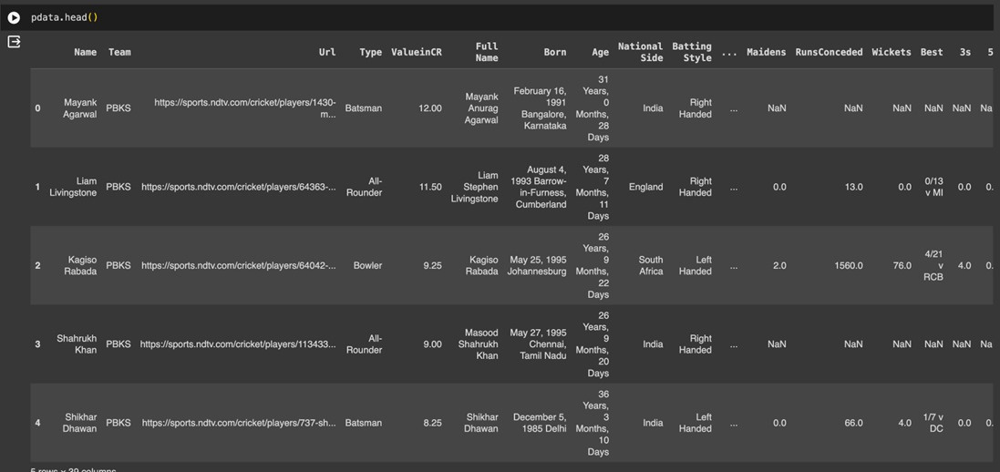 pdata.head()
Name Team Url Type ValueinCR Full Name Born Age National Side Batting Style ... Maidens RunsConceded Wickets Best 3s 5
0 Mayank Agarwal PBKS https://sports.ndtv.com/cricket/players/1430-m... Batsman 12.00 Mayank Anurag Agarwal February 16, 1991 Bangalore, Karnataka 31 Years, 0 Months, 28 Days India Right Handed ... NaN NaN NaN NaN NaN Na
1 Liam Livingstone PBKS https://sports.ndtv.com/cricket/players/64363-... All-Rounder 11.50 Liam Stephen Livingstone August 4, 1993 Barrow-in-Furness, Cumberland 28 Years, 7 Months, 11 Days England Right Handed ... 0.0 13.0 0.0 0/13 v MI 0.0 0.
2 Kagiso Rabada PBKS https://sports.ndtv.com/cricket/players/64042-... Bowler 9.25 Kagiso Rabada May 25, 1995 Johannesburg 26 Years, 9 Months, 22 Days South Africa Left Handed ... 2.0 1560.0 76.0 4/21 v RCB 4.0 0.
3 Shahrukh Khan PBKS https://sports.ndtv.com/cricket/players/113433... All-Rounder 9.00 Masood Shahrukh Khan May 27, 1995 Chennai, Tamil Nadu 26 Years, 9 Months, 20 Days India Right Handed ... NaN NaN NaN NaN NaN Na
4 Shikhar Dhawan PBKS https://sports.ndtv.com/cricket/players/737-sh... Batsman 8.25 Shikhar Dhawan December 5, 1985 Delhi 36 Years, 3 Months, 10 Days India Left Handed ... 0.0 66.0 4.0 1/7 v DC 0.0 0.
5 rows × 39 columns